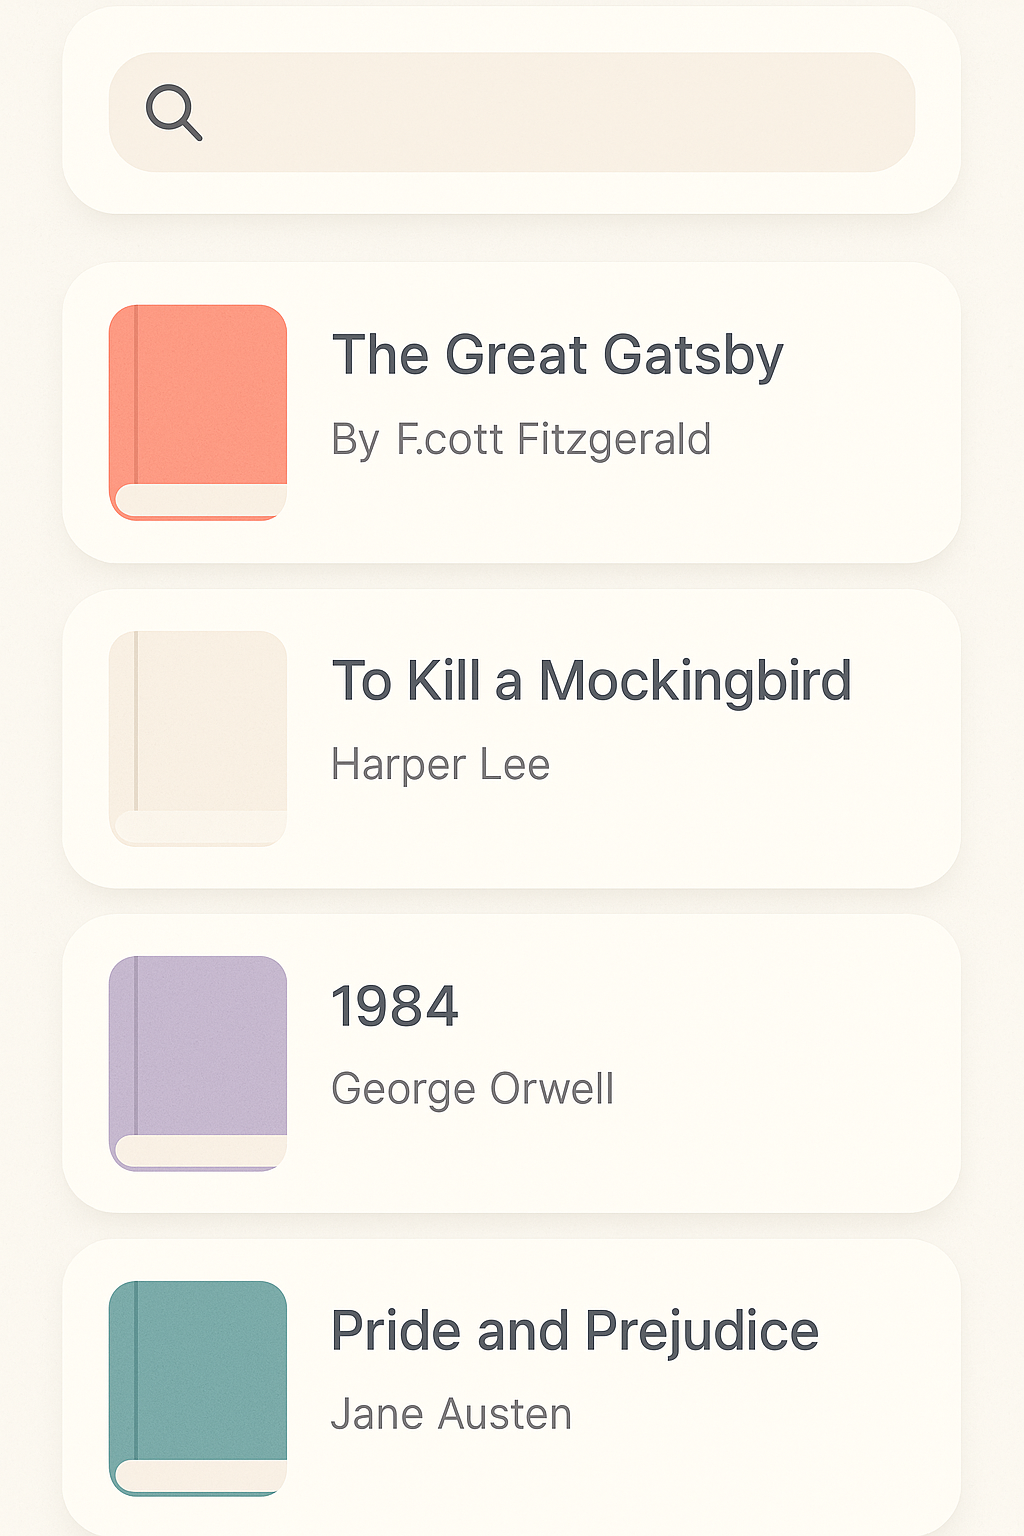 The Great Gatsby
By F.cott Fitzgerald
To Kill a Mockingbird
Harper Lee
1984
George Orwell
Pride and Prejudice
Jane Austen